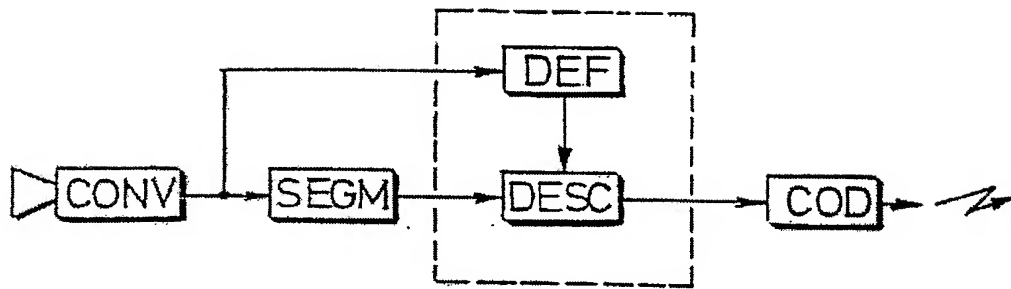 DEF
CONV
SEGM
DESC
COD